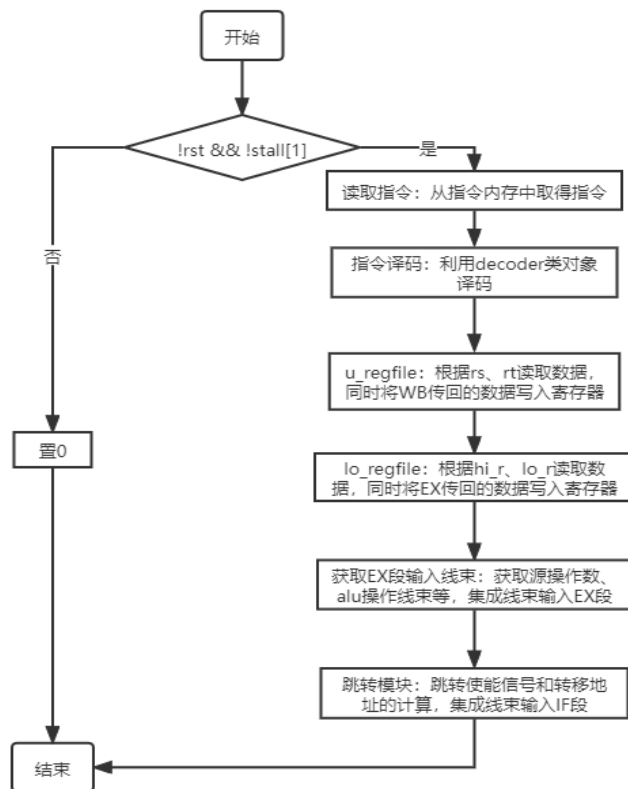 开始
!rst && !stall[1]
是
读取指令：从指令内存中取得指令
否
指令译码：利用decoder类对象
译码
u_regfile：根据rs、rt读取数据，
同时将WB传回的数据写入寄存器
置0
lo_regfile：根据hi_r、lo_r读取数
据，同时将EX传回的数据写入寄存器
获取EX段输入线束：获取源操作数、
alu操作线束等，集成线束输入EX段
跳转模块：跳转使能信号和转移地
址的计算，集成线束输入IF段
结束